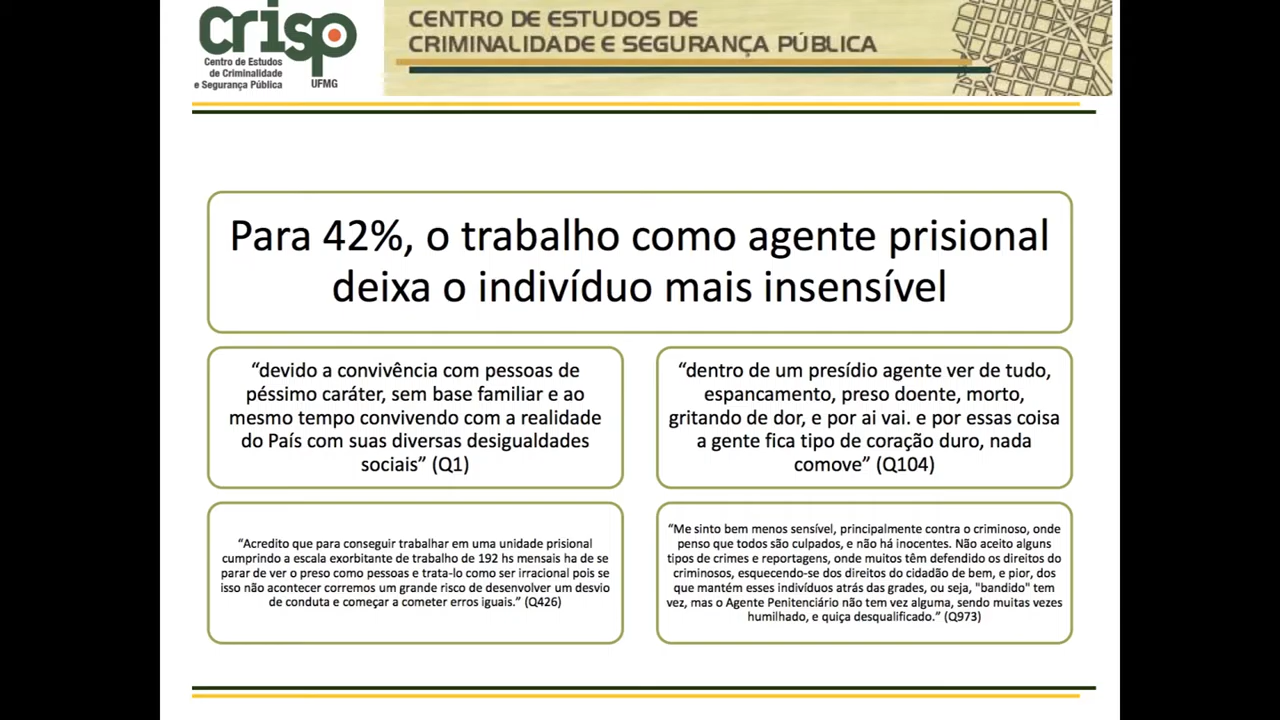 crisp
Centro de Estudos
de Criminalidade
e Segurança Pública
UFMG
CENTRO DE ESTUDOS DE
CRIMINALIDADE E SEGURANÇA PÚBLICA
Para 42%, o trabalho como agente prisional
deixa o indivíduo mais insensível
“devido a convivência com pessoas de
péssimo caráter, sem base familiar e ao
mesmo tempo convivendo com a realidade
do País com suas diversas desigualdades
sociais” (Q1)
“dentro de um presídio agente ver de tudo,
espancamento, preso doente, morto,
gritando de dor, e por ai vai. e por essas coisa
a gente fica tipo de coração duro, nada
comove” (Q104)
“Acredito que para conseguir trabalhar em uma unidade prisional
cumprindo a escala exorbitante de trabalho de 192 hs mensais ha de se
parar de ver o preso como pessoas e trata-lo como ser irracional pois se
isso não acontecer corremos um grande risco de desenvolver um desvio
de conduta e começar a cometer erros iguais.” (Q426)
“Me sinto bem menos sensível, principalmente contra o criminoso, onde
penso que todos são culpados, e não há inocentes. Não aceito alguns
tipos de crimes e reportagens, onde muitos têm defendido os direitos do
criminosos, esquecendo-se dos direitos do cidadão de bem, e pior, dos
que mantém esses indivíduos atrás das grades, ou seja, "bandido" tem
vez, mas o Agente Penitenciário não tem vez alguma, sendo muitas vezes
humilhado, e quiça desqualificado.” (Q973)